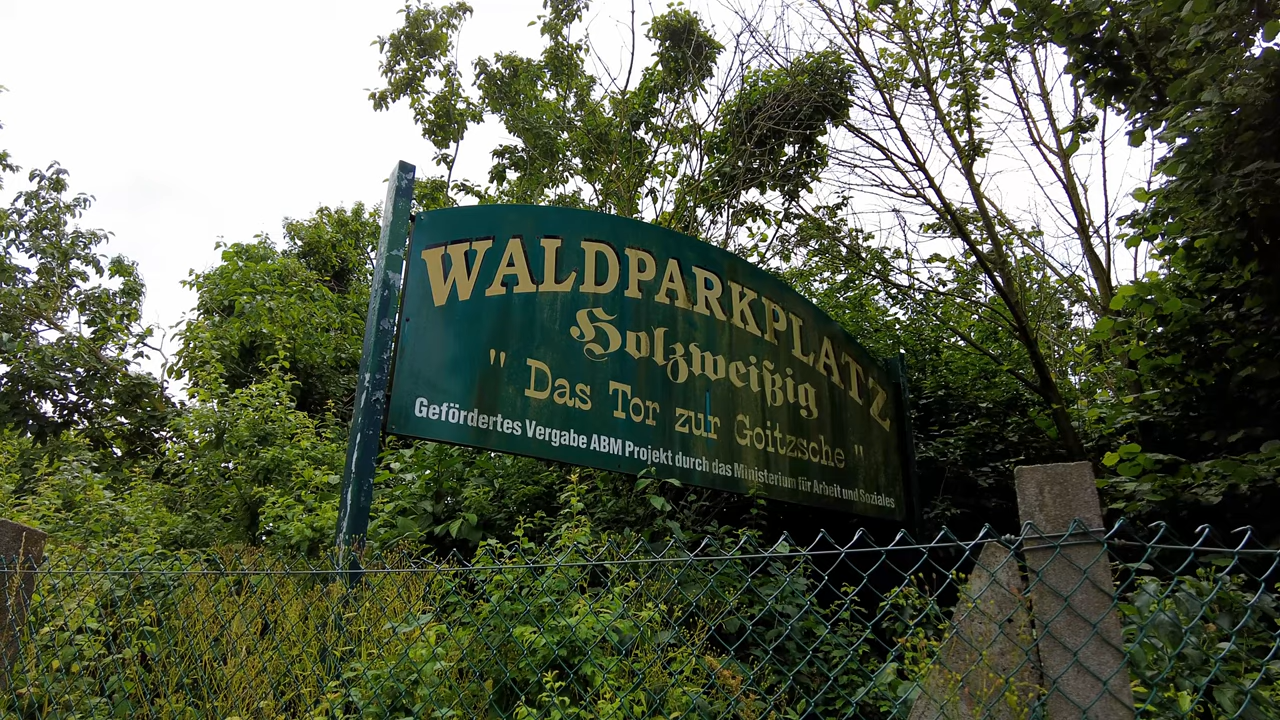 WALDPARKPLATZ
Holzweißig
" Das Tor zur Goitzsche "
Gefördertes Vergabe ABM Projekt durch das Ministerium für Arbeit und Soziales